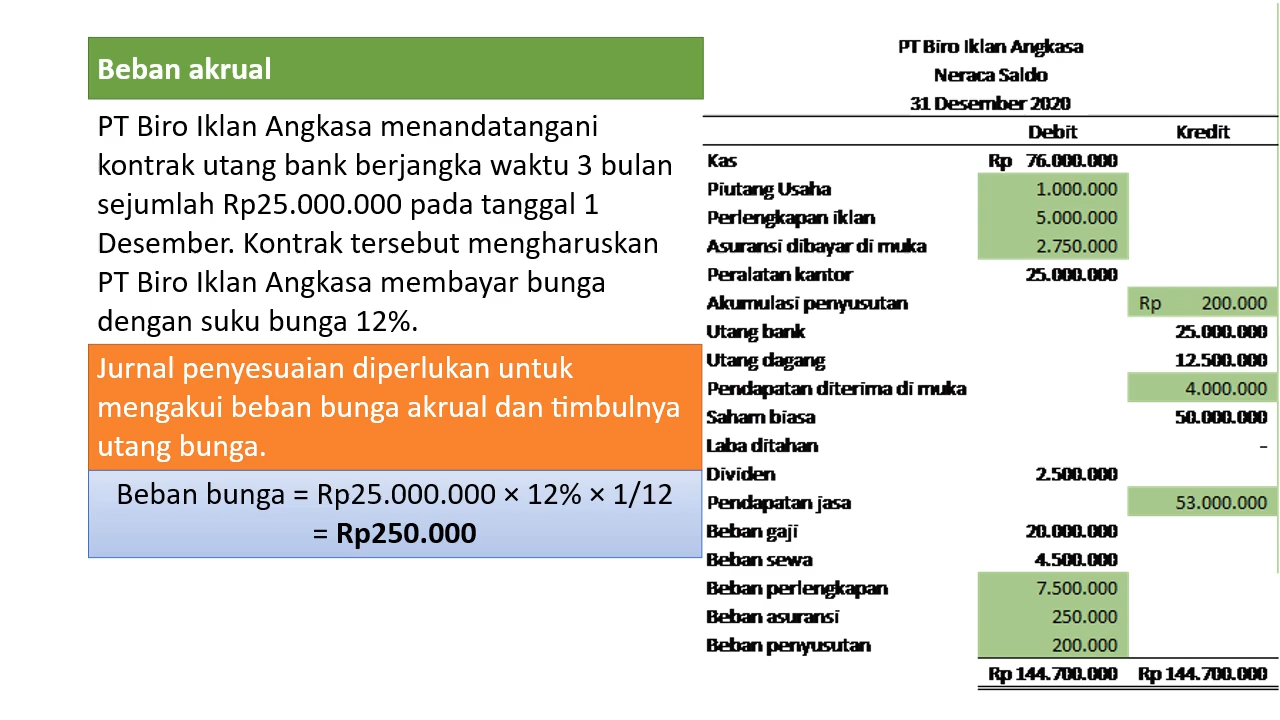 Beban akrual
PT Biro Iklan Angkasa menandatangani
kontrak utang bank berjangka waktu 3 bulan
sejumlah Rp25.000.000 pada tanggal 1
Desember. Kontrak tersebut mengharuskan
PT Biro Iklan Angkasa membayar bunga
dengan suku bunga 12%.
Jurnal penyesuaian diperlukan untuk
mengakui beban bunga akrual dan timbulnya
utang bunga.
Beban bunga = Rp25.000.000 × 12% × 1/12
= Rp250.000
PT Biro Iklan Angkasa
Neraca Saldo
31 Desember 2020
Debit Kredit
Kas Rp 76.000.000
Piutang Usaha 1.000.000
Perlengkapan iklan 5.000.000
Asuransi dibayar di muka 2.750.000
Peralatan kantor 25.000.000
Akumulasi penyusutan Rp 200.000
Utang bank 25.000.000
Utang dagang 12.500.000
Pendapatan diterima di muka 4.000.000
Saham biasa 50.000.000
Laba ditahan -
Dividen 2.500.000
Pendapatan jasa 53.000.000
Beban gaji 20.000.000
Beban sewa 4.500.000
Beban perlengkapan 7.500.000
Beban asuransi 250.000
Beban penyusutan 200.000
Rp 144.700.000 Rp 144.700.000